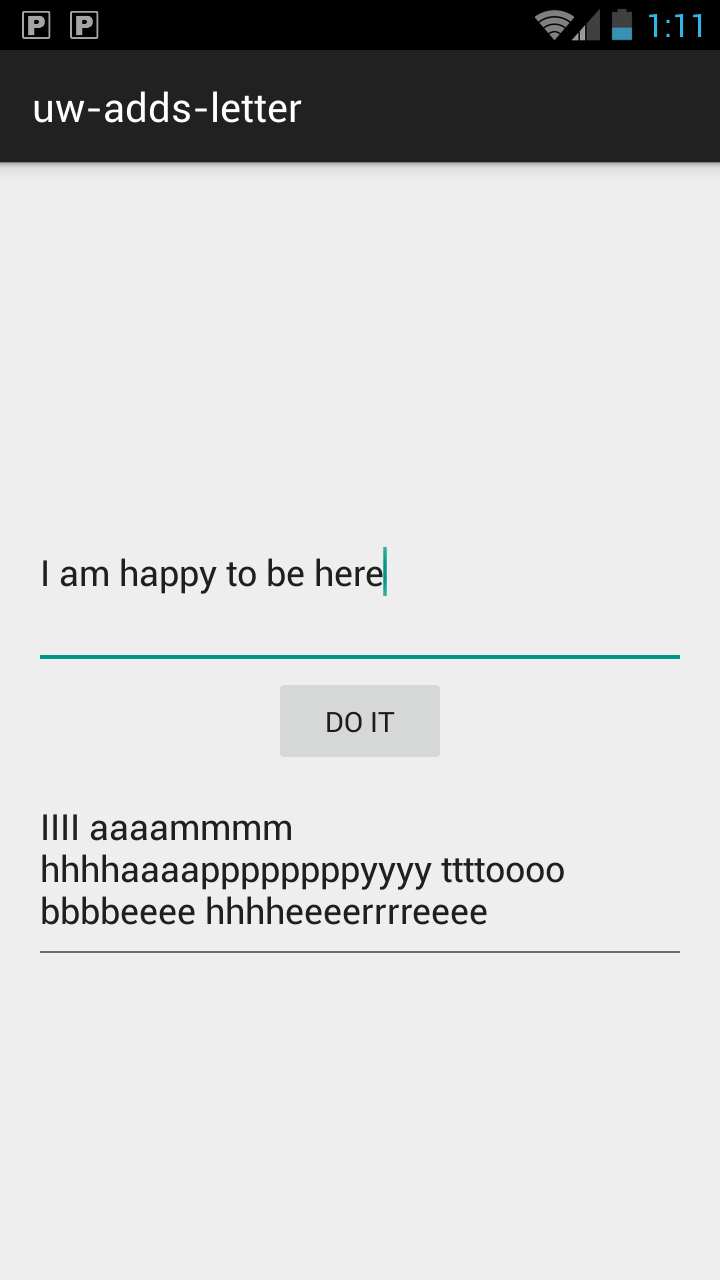 P P 1:11
uw-adds-letter
I am happy to be here
DO IT
IIII aaaammmm
hhhhaaaappppppppyyyy ttttoooo
bbbbeeee hhhheeeerrrreeee